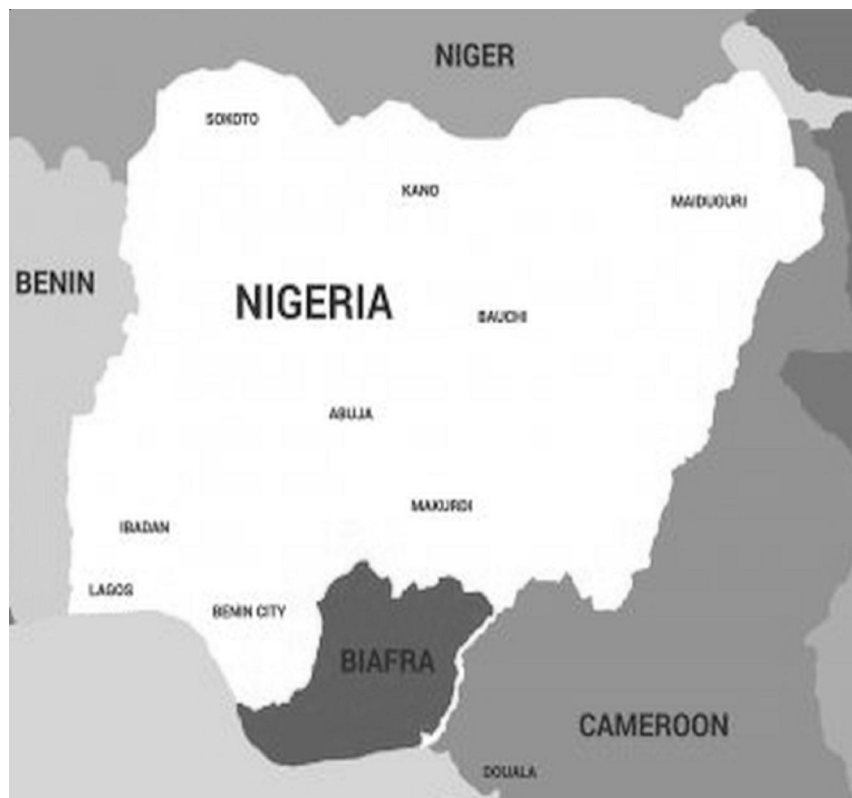 NIGER
SOKOTO
KANO
MAIDUGURI
BENIN
NIGERIA
BAUCHI
ABUJA
MAKURDI
IBADAN
LAGOS
BENIN CITY
BIAFRA
CAMEROON
DOUALA